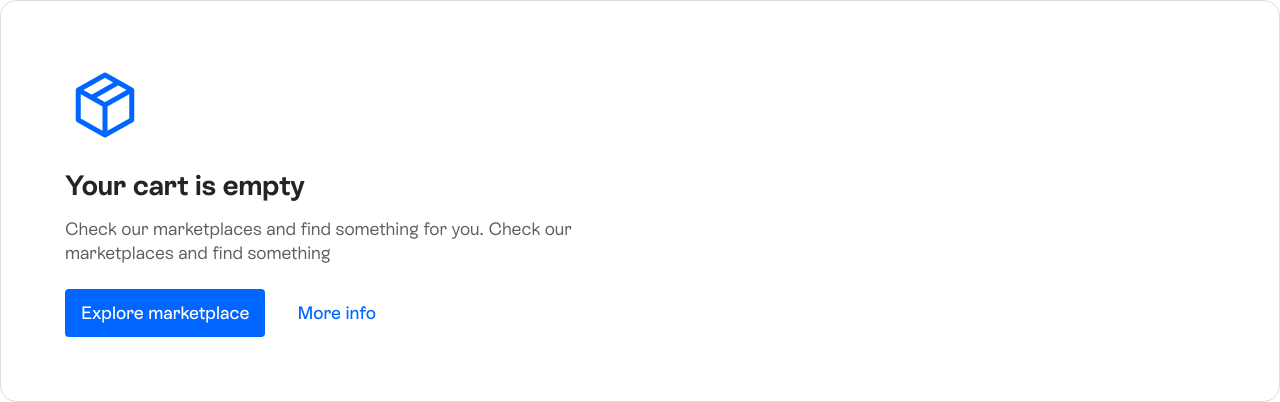 Your cart is empty
Check our marketplaces and find something for you. Check our
marketplaces and find something
Explore marketplace
More info